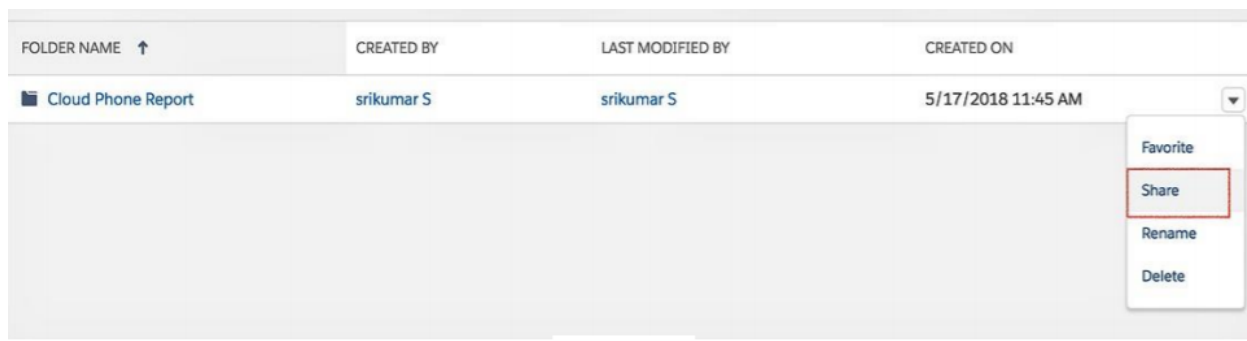 FOLDER NAME ↑ CREATED BY LAST MODIFIED BY CREATED ON
Cloud Phone Report srikumar S srikumar S 5/17/2018 11:45 AM
Favorite
Share
Rename
Delete